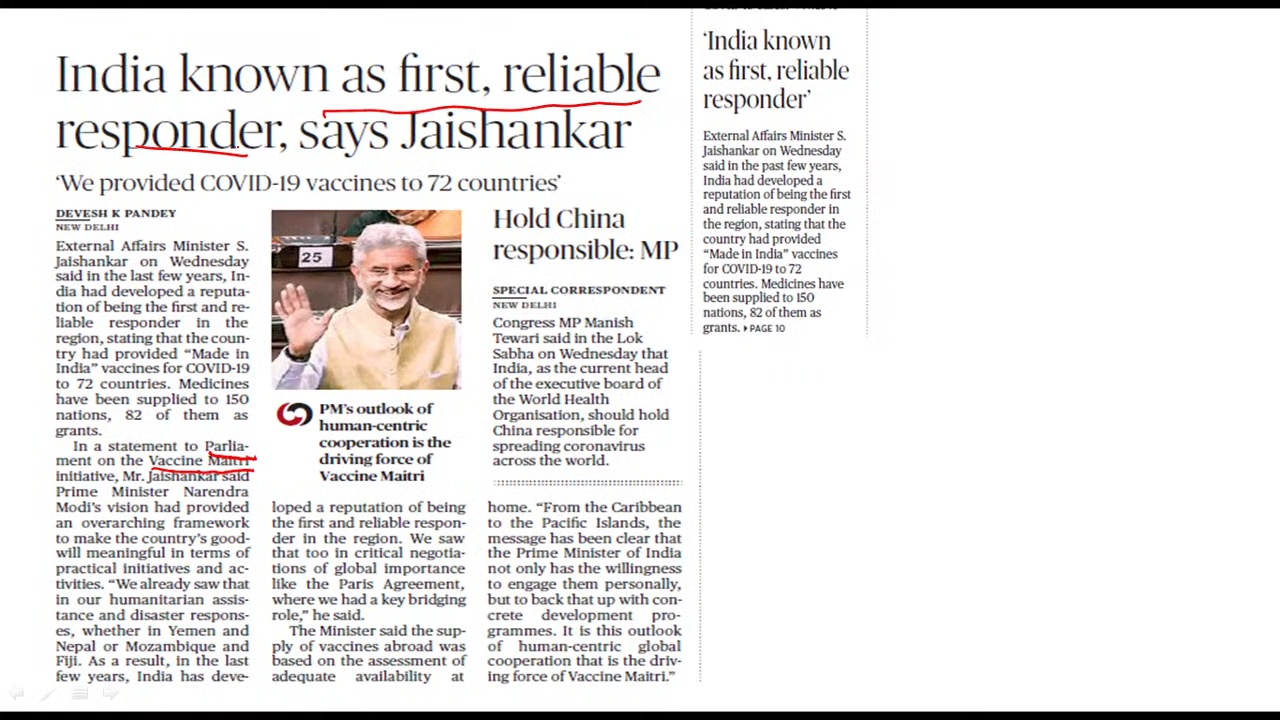 India known as first, reliable
responder, says Jaishankar
‘We provided COVID-19 vaccines to 72 countries’
DEVESH K PANDEY
NEW DELHI
External Affairs Minister S.
Jaishankar on Wednesday
said in the last few years, In-
dia had developed a reputa-
tion of being the first and re-
liable responder in the
region, stating that the coun-
try had provided “Made in
India” vaccines for COVID-19
to 72 countries. Medicines
have been supplied to 150
nations, 82 of them as
grants.
In a statement to Parlia-
ment on the Vaccine Maitri
initiative, Mr. Jaishankar said
Prime Minister Narendra
Modi’s vision had provided
an overarching framework
to make the country’s good-
will meaningful in terms of
practical initiatives and ac-
tivities. “We already saw that
in our humanitarian assis-
tance and disaster respons-
es, whether in Yemen and
Nepal or Mozambique and
Fiji. As a result, in the last
few years, India has deve-
25
PM’s outlook of
human-centric
cooperation is the
driving force of
Vaccine Maitri
loped a reputation of being
the first and reliable respon-
der in the region. We saw
that too in critical negotia-
tions of global importance
like the Paris Agreement,
where we had a key bridging
role,” he said.
The Minister said the sup-
ply of vaccines abroad was
based on the assessment of
adequate availability at
Hold China
responsible: MP
SPECIAL CORRESPONDENT
NEW DELHI
Congress MP Manish
Tewari said in the Lok
Sabha on Wednesday that
India, as the current head
of the executive board of
the World Health
Organisation, should hold
China responsible for
spreading coronavirus
across the world.
home. “From the Caribbean
to the Pacific Islands, the
message has been clear that
the Prime Minister of India
not only has the willingness
to engage them personally,
but to back that up with con-
crete development pro-
grammes. It is this outlook
of human-centric global
cooperation that is the driv-
ing force of Vaccine Maitri.”
‘India known
as first, reliable
responder’
External Affairs Minister S.
Jaishankar on Wednesday
said in the past few years,
India had developed a
reputation of being the first
and reliable responder in
the region, stating that the
country had provided
“Made in India” vaccines
for COVID-19 to 72
countries. Medicines have
been supplied to 150
nations, 82 of them as
grants. ▸ PAGE 10